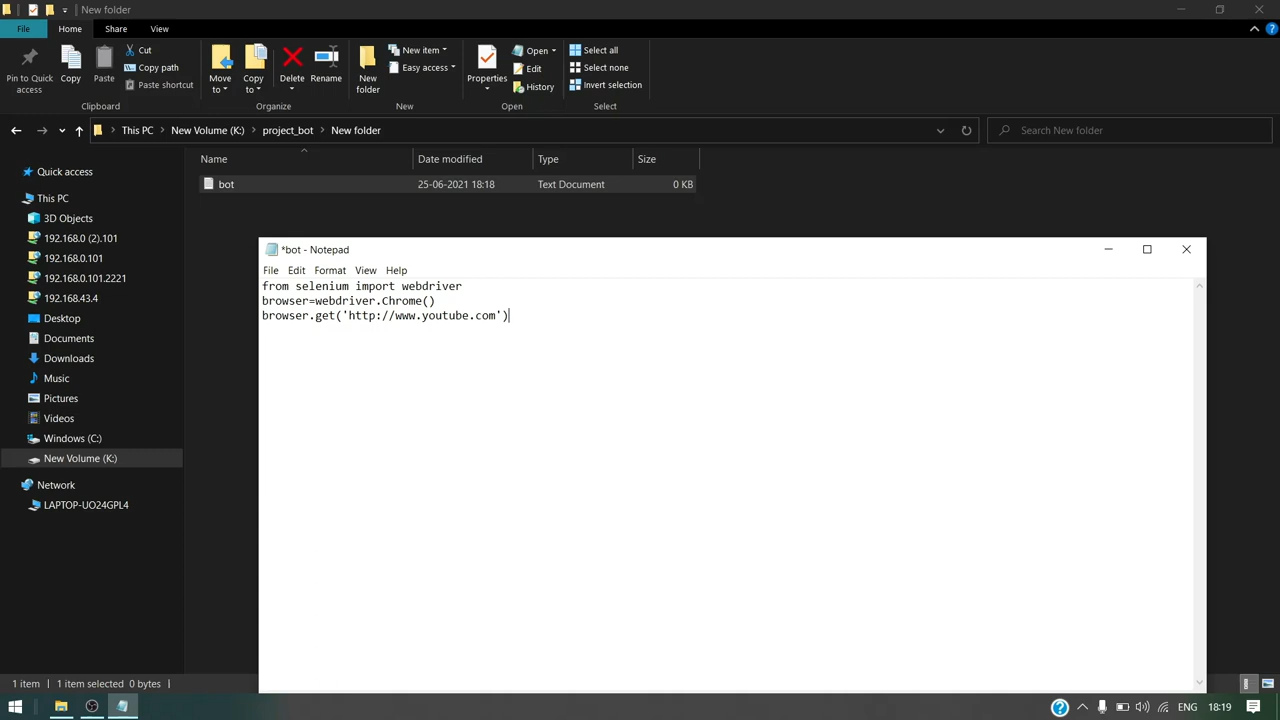 New folder
File
Home
Share
View
Pin to Quick access
Copy
Paste
Cut
Copy path
Paste shortcut
Clipboard
Move to
Copy to
Delete
Rename
Organize
New folder
New item
Easy access
New
Properties
Open
Edit
History
Open
Select all
Select none
Invert selection
Select
This PC
New Volume (K:)
project_bot
New folder
Search New folder
Name
Date modified
Type
Size
bot
25-06-2021 18:18
Text Document
0 KB
Quick access
This PC
3D Objects
192.168.0 (2).101
192.168.0.101
192.168.0.101.2221
192.168.43.4
Desktop
Documents
Downloads
Music
Pictures
Videos
Windows (C:)
New Volume (K:)
Network
LAPTOP-UO24GPL4
*bot - Notepad
File
Edit
Format
View
Help
from selenium import webdriver
browser=webdriver.Chrome()
browser.get('http://www.youtube.com')
1 item
1 item selected 0 bytes
ENG
18:19